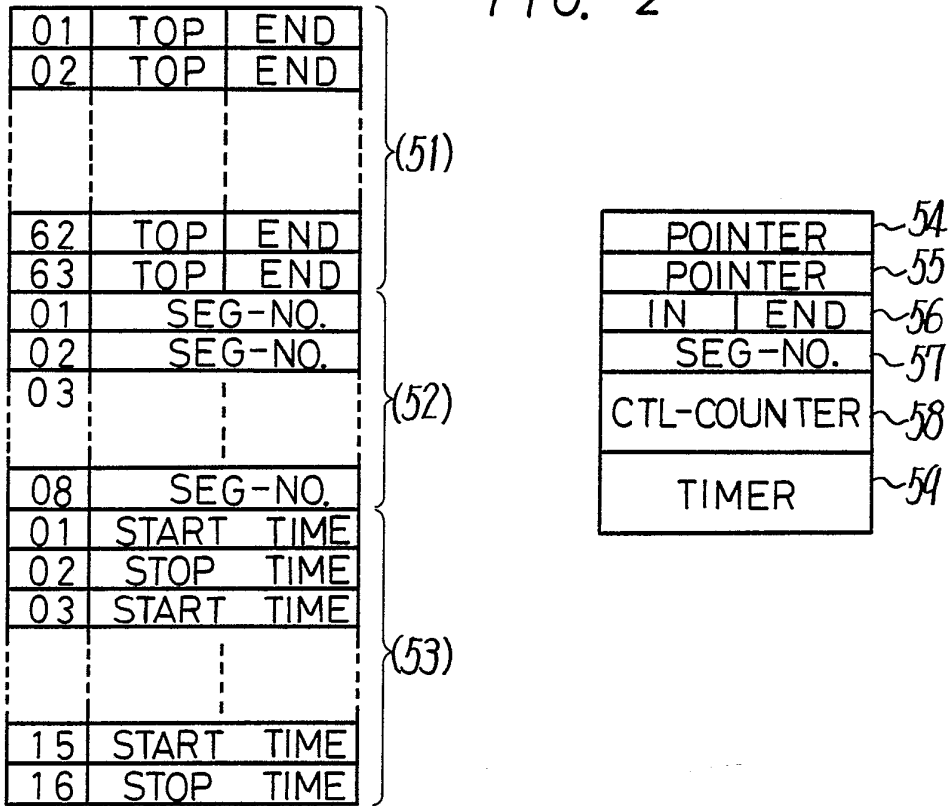 FIG. 2
01 TOP END
02 TOP END
(51)
62 TOP END
63 TOP END
01 SEG-NO.
02 SEG-NO.
03
(52)
08 SEG-NO.
01 START TIME
02 STOP TIME
03 START TIME
(53)
15 START TIME
16 STOP TIME
POINTER 54
POINTER 55
IN END 56
SEG-NO. 57
CTL-COUNTER 58
TIMER 59